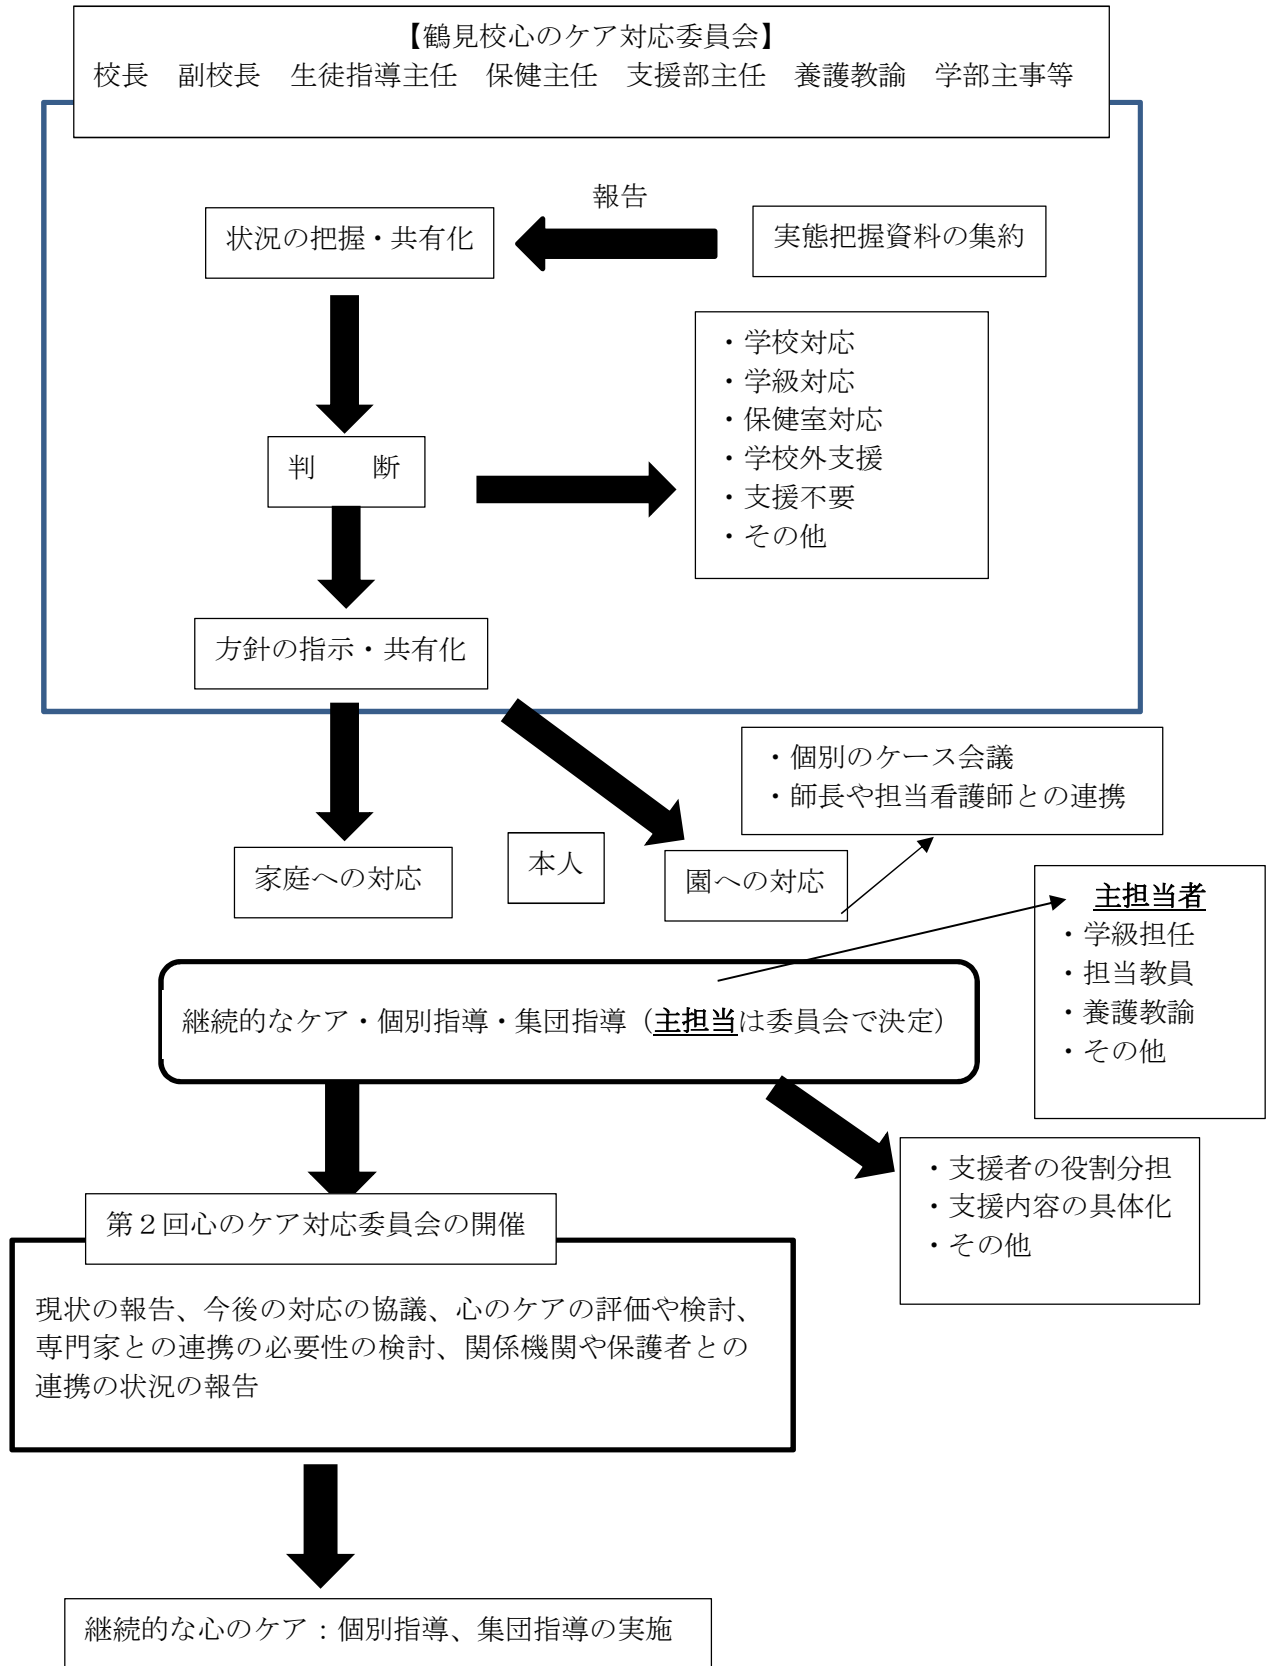 【鶴見校心のケア対応委員会】
校長　副校長　生徒指導主任　保健主任　支援部主任　養護教諭　学部主事等
報告
状況の把握・共有化
実態把握資料の集約
・学校対応
・学級対応
・保健室対応
・学校外支援
・支援不要
・その他
判　　断
方針の指示・共有化
・個別のケース会議
・師長や担当看護師との連携
家庭への対応
本人
園への対応
主担当者
・学級担任
・担当教員
・養護教諭
・その他
継続的なケア・個別指導・集団指導（主担当は委員会で決定）
・支援者の役割分担
・支援内容の具体化
・その他
第２回心のケア対応委員会の開催
現状の報告、今後の対応の協議、心のケアの評価や検討、
専門家との連携の必要性の検討、関係機関や保護者との
連携の状況の報告
継続的な心のケア：個別指導、集団指導の実施